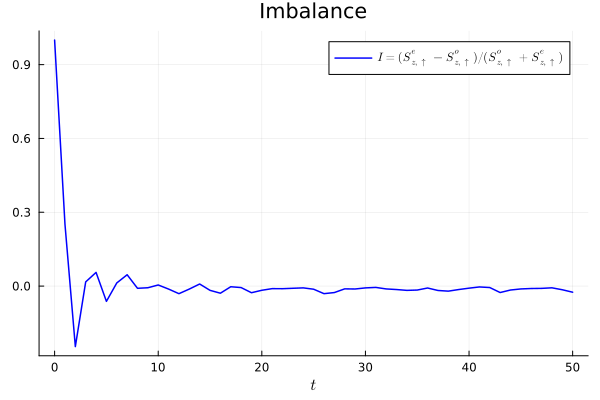 Imbalance
I = (S^e_{z,↑} − S^o_{z,↑})/(S^o_{z,↑} + S^e_{z,↑})
0.9
0.6
0.3
0.0
0 10 20 30 40 50
t